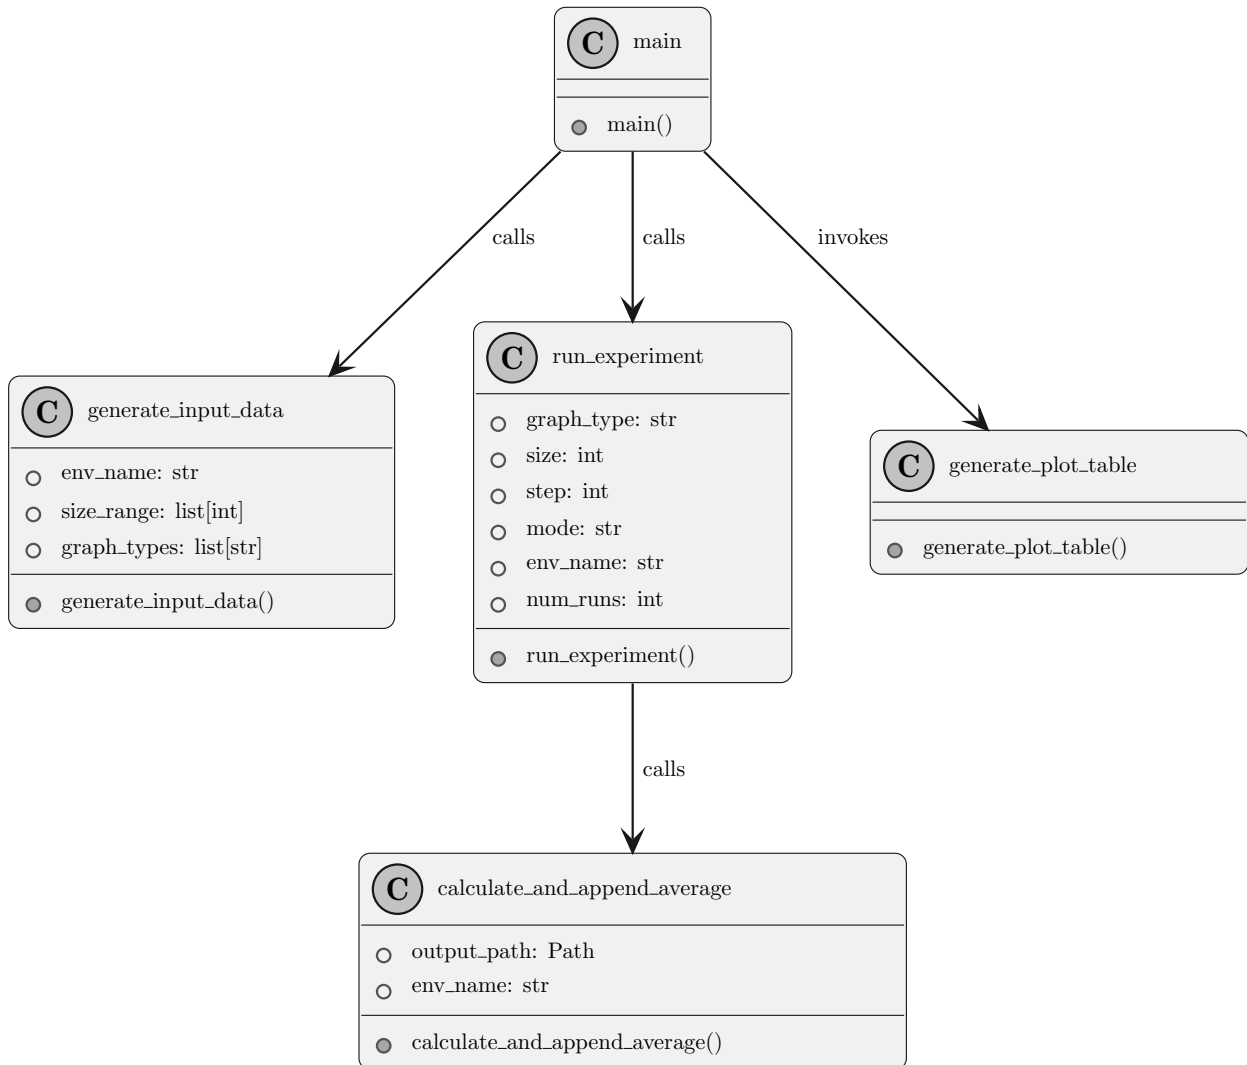 C main
main()
calls
calls
invokes
C generate_input_data
env_name: str
size_range: list[int]
graph_types: list[str]
generate_input_data()
C run_experiment
graph_type: str
size: int
step: int
mode: str
env_name: str
num_runs: int
run_experiment()
C generate_plot_table
generate_plot_table()
calls
C calculate_and_append_average
output_path: Path
env_name: str
calculate_and_append_average()